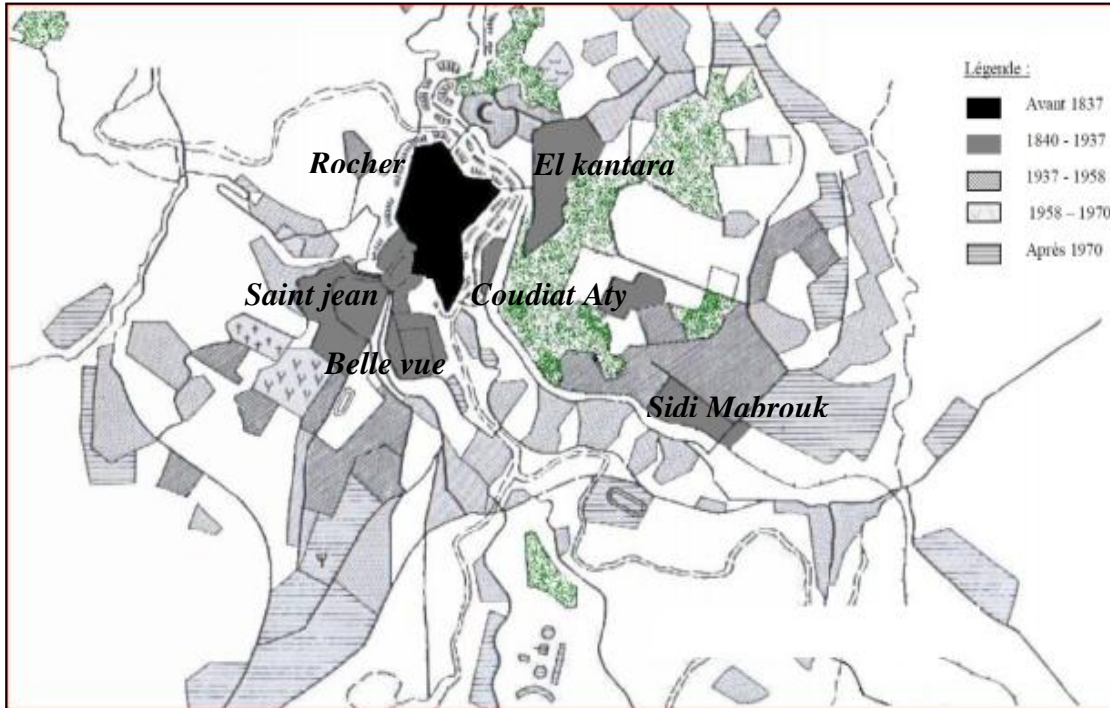 Légende :
Avant 1837
1840 - 1937
1937 - 1958
1958 – 1970
Après 1970
Rocher
El kantara
Saint jean
Coudiat Aty
Belle vue
Sidi Mabrouk